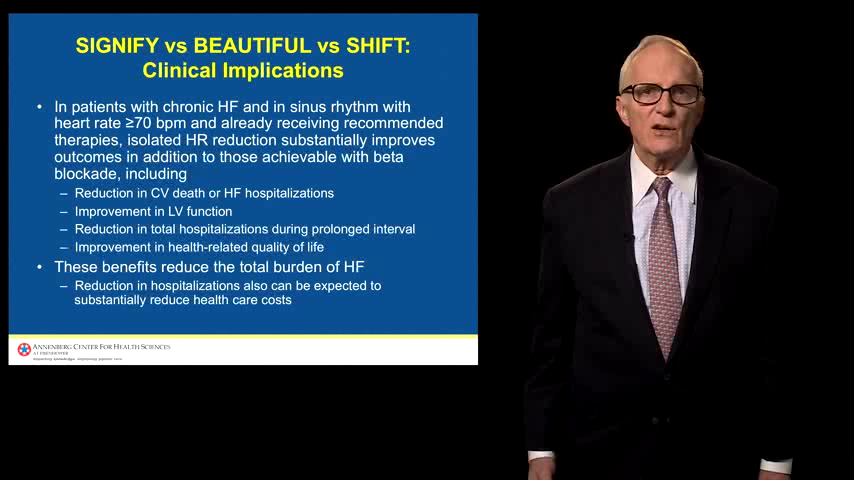 SIGNIFY vs BEAUTIFUL vs SHIFT:
Clinical Implications
• In patients with chronic HF and in sinus rhythm with
heart rate ≥70 bpm and already receiving recommended
therapies, isolated HR reduction substantially improves
outcomes in addition to those achievable with beta
blockade, including
– Reduction in CV death or HF hospitalizations
– Improvement in LV function
– Reduction in total hospitalizations during prolonged interval
– Improvement in health-related quality of life
• These benefits reduce the total burden of HF
– Reduction in hospitalizations also can be expected to
substantially reduce health care costs
ANNENBERG CENTER FOR HEALTH SCIENCES
AT EISENHOWER